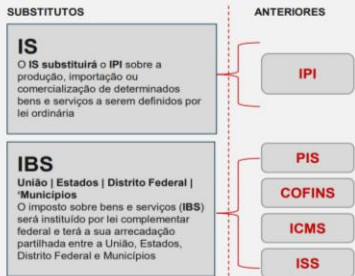 SUBSTITUTOS
ANTERIORES
IS
O IS substituirá o IPI sobre a
produção, importação ou
comercialização de determinados
bens e serviços a serem definidos por
lei ordinária
IPI
IBS
União | Estados | Distrito Federal |
‘Municípios
O imposto sobre bens e serviços (IBS)
será instituído por lei complementar
federal e terá a sua arrecadação
partilhada entre a União, Estados,
Distrito Federal e Municípios
PIS
COFINS
ICMS
ISS